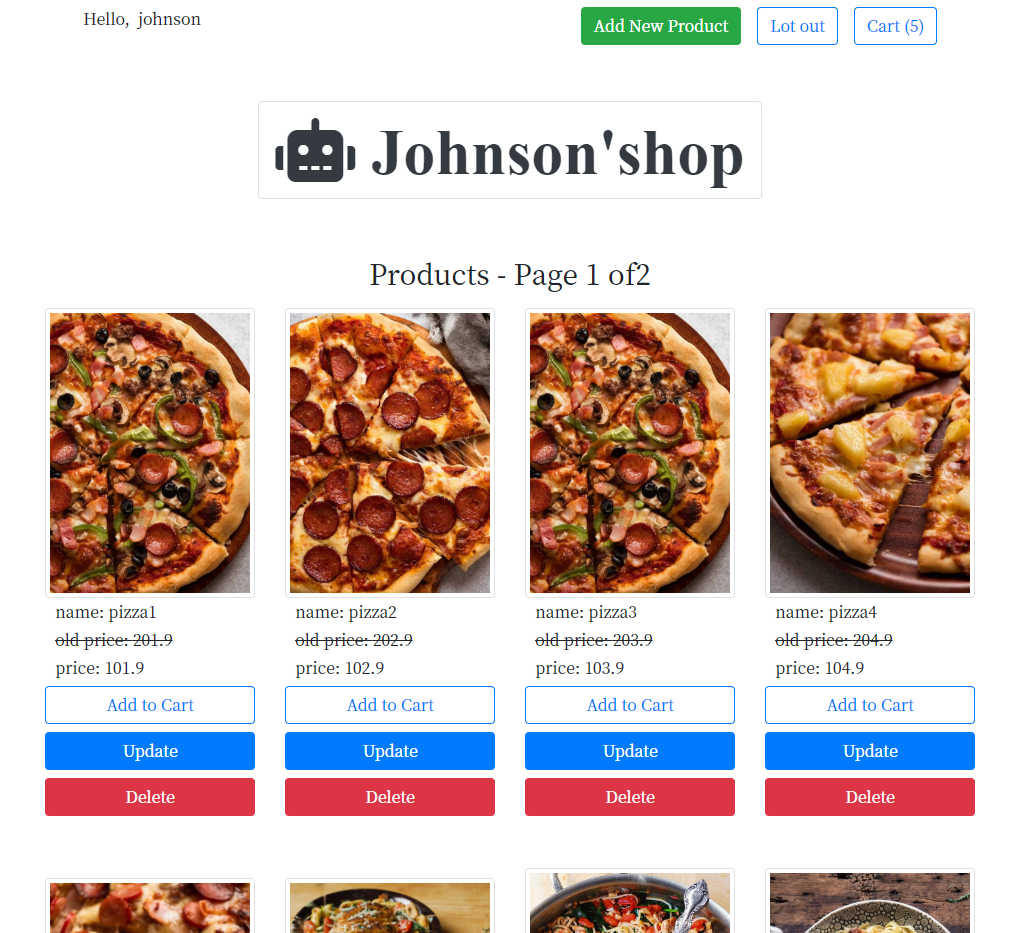 Hello, johnson
Add New Product
Lot out
Cart (5)
Johnson'shop
Products - Page 1 of2
name: pizza1
old price: 201.9
price: 101.9
Add to Cart
Update
Delete
name: pizza2
old price: 202.9
price: 102.9
Add to Cart
Update
Delete
name: pizza3
old price: 203.9
price: 103.9
Add to Cart
Update
Delete
name: pizza4
old price: 204.9
price: 104.9
Add to Cart
Update
Delete